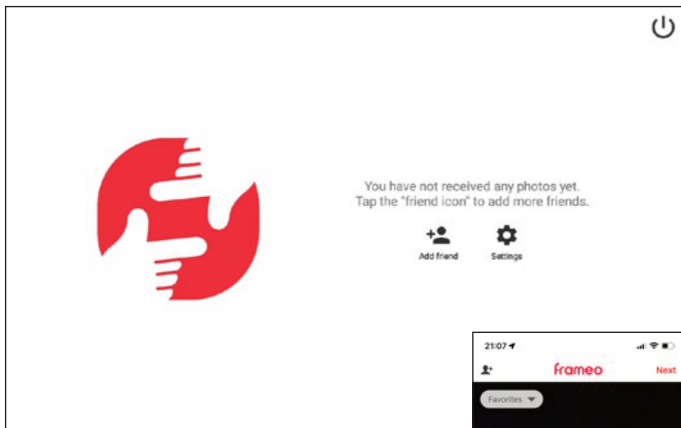 You have not received any photos yet.
Tap the "friend icon" to add more friends.
Add friend
Settings
21:07
frameo
Next
Favorites